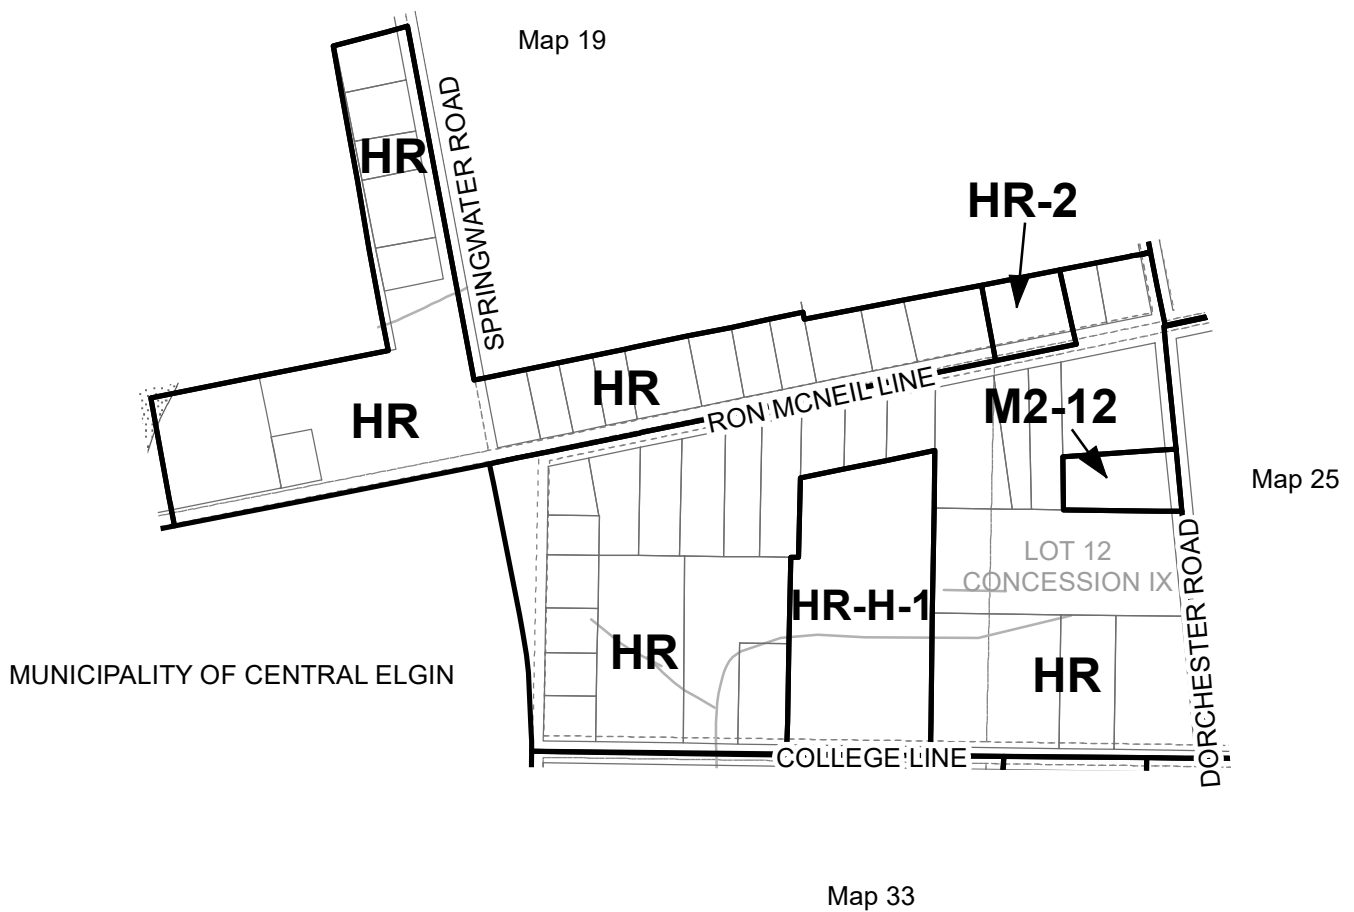 Map 19
SPRINGWATER ROAD
HR
HR-2
HR
HR
RON MCNEIL LINE
M2-12
Map 25
LOT 12
CONCESSION IX
HR-H-1
HR
HR
DORCHESTER ROAD
MUNICIPALITY OF CENTRAL ELGIN
COLLEGE LINE
Map 33